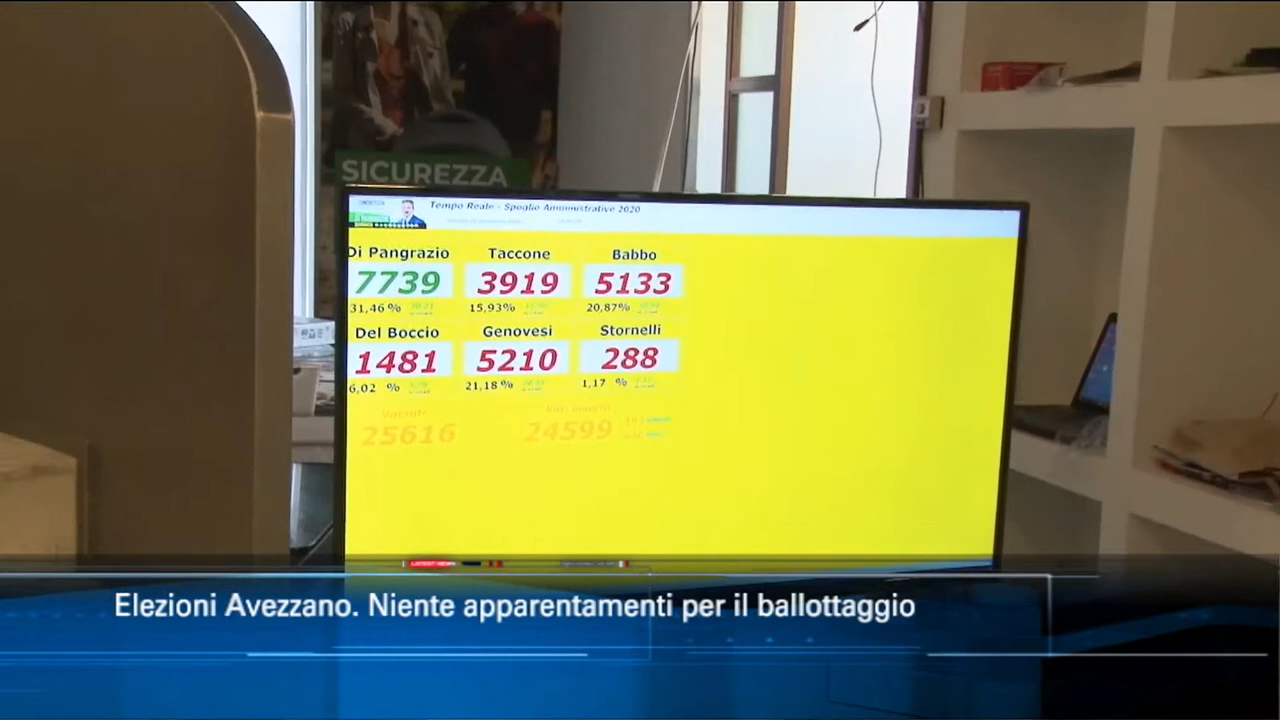 SICUREZZA
Tempo Reale - Spoglio Amministrative 2020
Di Pangrazio Taccone Babbo
7739 3919 5133
31,46 % 15,93% 20,87%
Del Boccio Genovesi Stornelli
1481 5210 288
6,02 % 21,18 % 1,17 %
Votanti
25616 24599
LATEST NEWS
Elezioni Avezzano. Niente apparentamenti per il ballottaggio